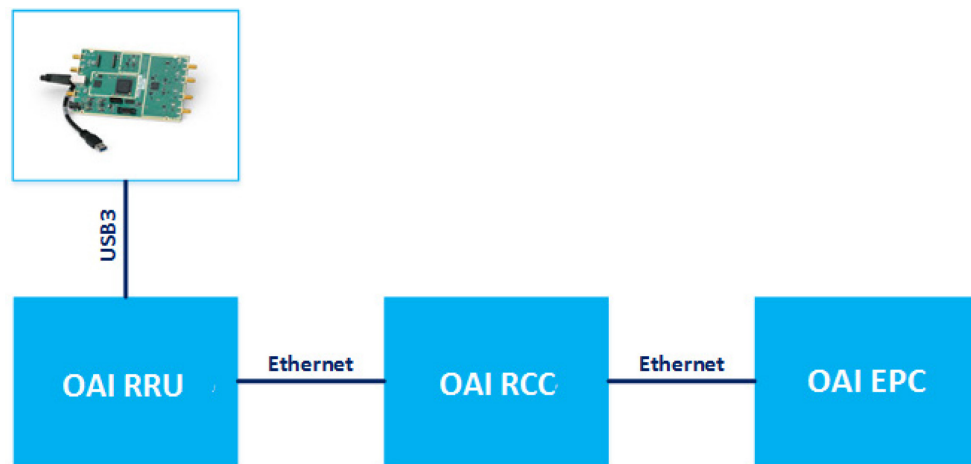 USB3
Ethernet
Ethernet
OAI RRU
OAI RCC
OAI EPC